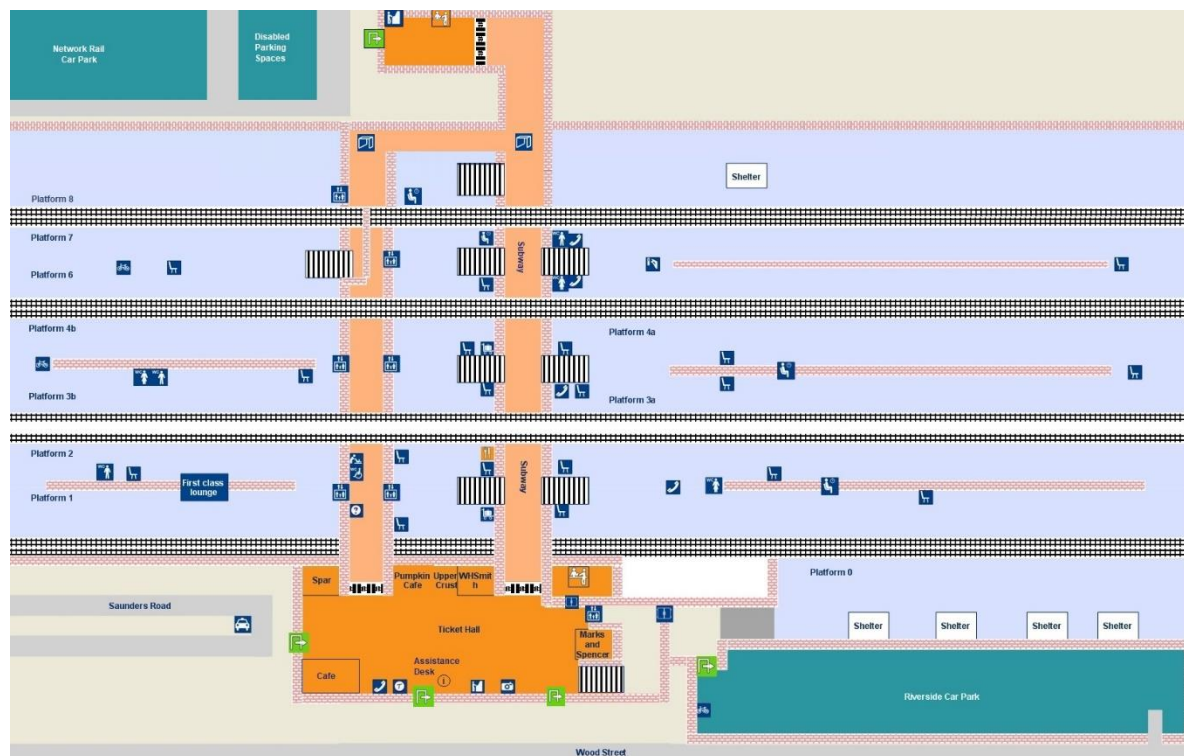 Network Rail
Car Park
Disabled
Parking
Spaces
Platform 8
Shelter
Platform 7
Platform 6
Subway
Platform 4b
Platform 4a
Platform 3b
Platform 3a
Platform 2
Platform 1
First class
lounge
Subway
Platform 0
Spar
Pumpkin
Cafe
Upper
Crust
WHSmit
h
Saunders Road
Ticket Hall
Marks
and
Spencer
Assistance
Desk
Cafe
Shelter
Shelter
Shelter
Shelter
Riverside Car Park
Wood Street